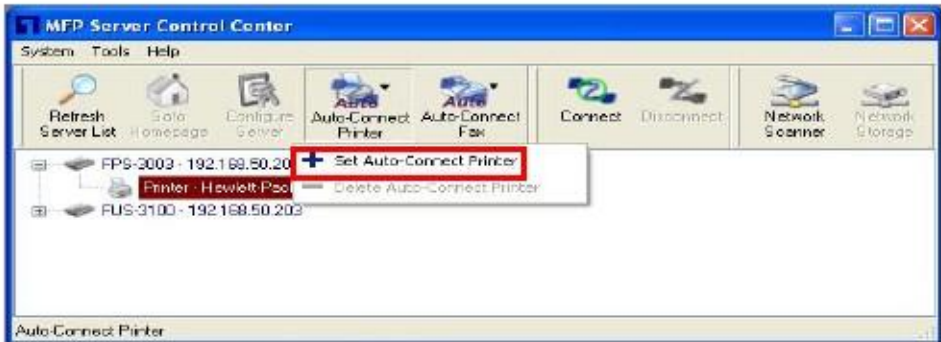 MFP Server Control Center
System Tools Help
Refresh Server List
Goto Homepage
Configure Server
Auto
Auto-Connect Printer
Auto
Auto-Connect Fax
Connect
Disconnect
Network Scanner
Network Storage
FPS-3003 - 192.168.50.20
Set Auto-Connect Printer
Printer - Hewlett-Pac
Delete Auto-Connect Printer
FUS-3100 - 192.168.50.203
Auto-Connect Printer